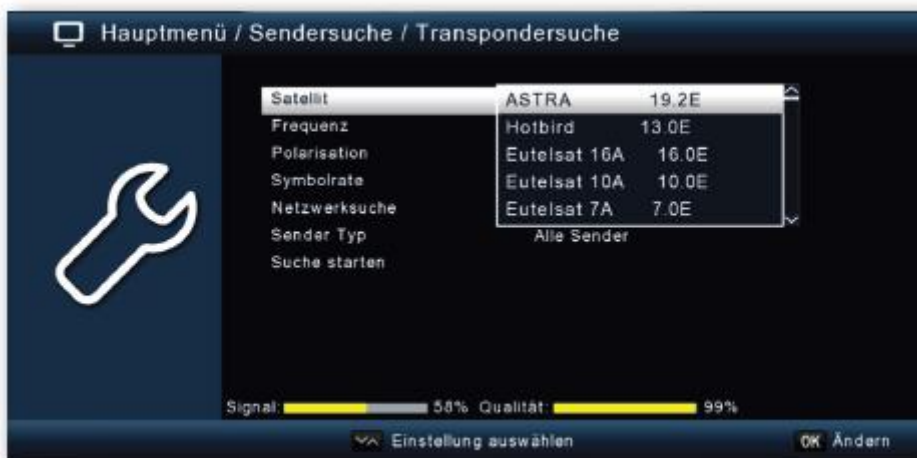 Hauptmenü / Sendersuche / Transpondersuche
Satellit ASTRA 19.2E
Frequenz Hotbird 13.0E
Polarisation Eutelsat 16A 16.0E
Symbolrate Eutelsat 10A 10.0E
Netzwerksuche Eutelsat 7A 7.0E
Sender Typ Alle Sender
Suche starten
Signal: 58% Qualität: 99%
Einstellung auswählen OK Ändern